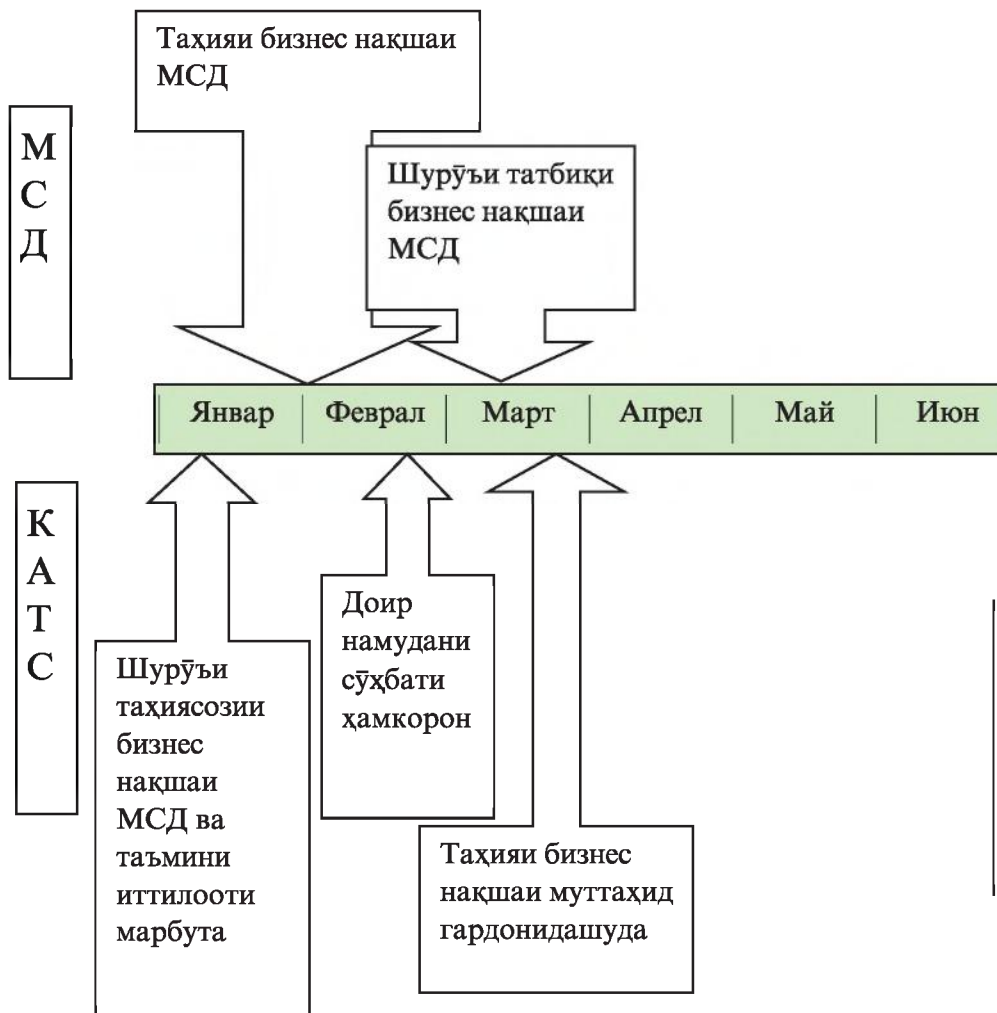 Таҳияи бизнес нақшаи
МСД
М
С
Д
Шурӯъи татбиқи
бизнес нақшаи
МСД
Январ Феврал Март Апрел Май Июн
К
А
Т
С
Шурӯъи
таҳиясозии
бизнес
нақшаи
МСД ва
таъмини
иттилооти
марбута
Доир
намудани
сӯҳбати
ҳамкорон
Таҳияи бизнес
нақшаи муттаҳид
гардонидашуда